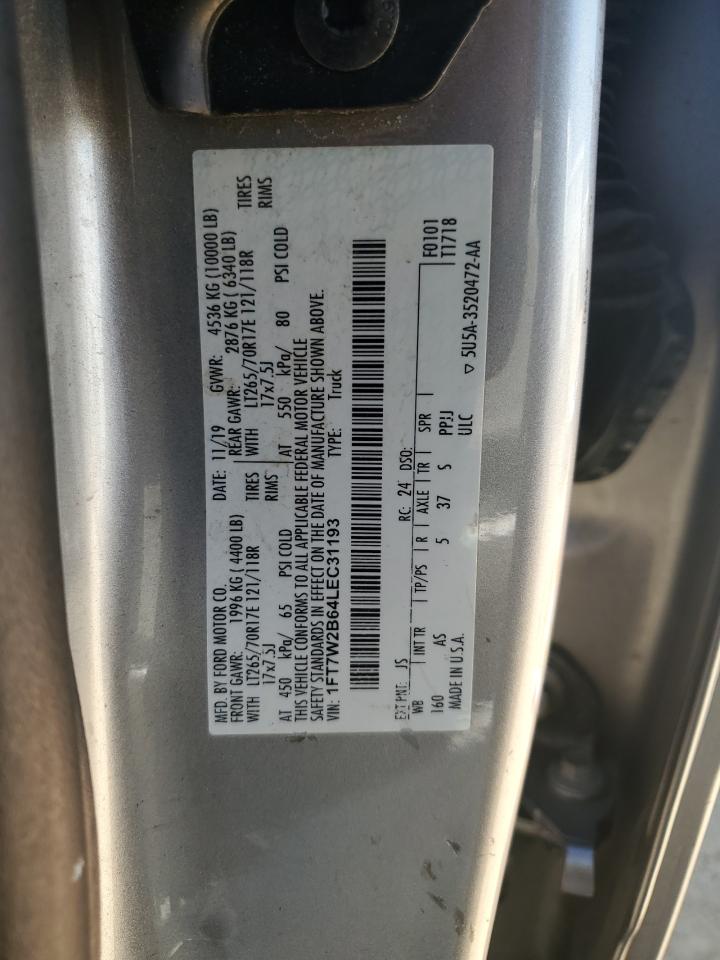 MFD. BY FORD MOTOR CO. DATE: 11/19 GVWR: 4536 KG (10000 LB)
FRONT GAWR: 1996 KG ( 4400 LB) REAR GAWR: 2876 KG ( 6340 LB)
WITH LT265/70R17E 121/118R TIRES WITH LT265/70R17E 121/118R TIRES
17x7.5J RIMS 17x7.5J RIMS
AT 450 kPa/ 65 PSI COLD AT 550 kPa/ 80 PSI COLD
THIS VEHICLE CONFORMS TO ALL APPLICABLE FEDERAL MOTOR VEHICLE
SAFETY STANDARDS IN EFFECT ON THE DATE OF MANUFACTURE SHOWN ABOVE.
VIN: 1FT7W2B64LEC31193 TYPE: Truck
EXT PNT: JS RC: 24 DSO: F0101
WB INT TR TP/PS R AXLE TR SPR T1718
160 AS 5 37 S PPJJ
MADE IN U.S.A. ULC ▽ 5U5A-3520472-AA